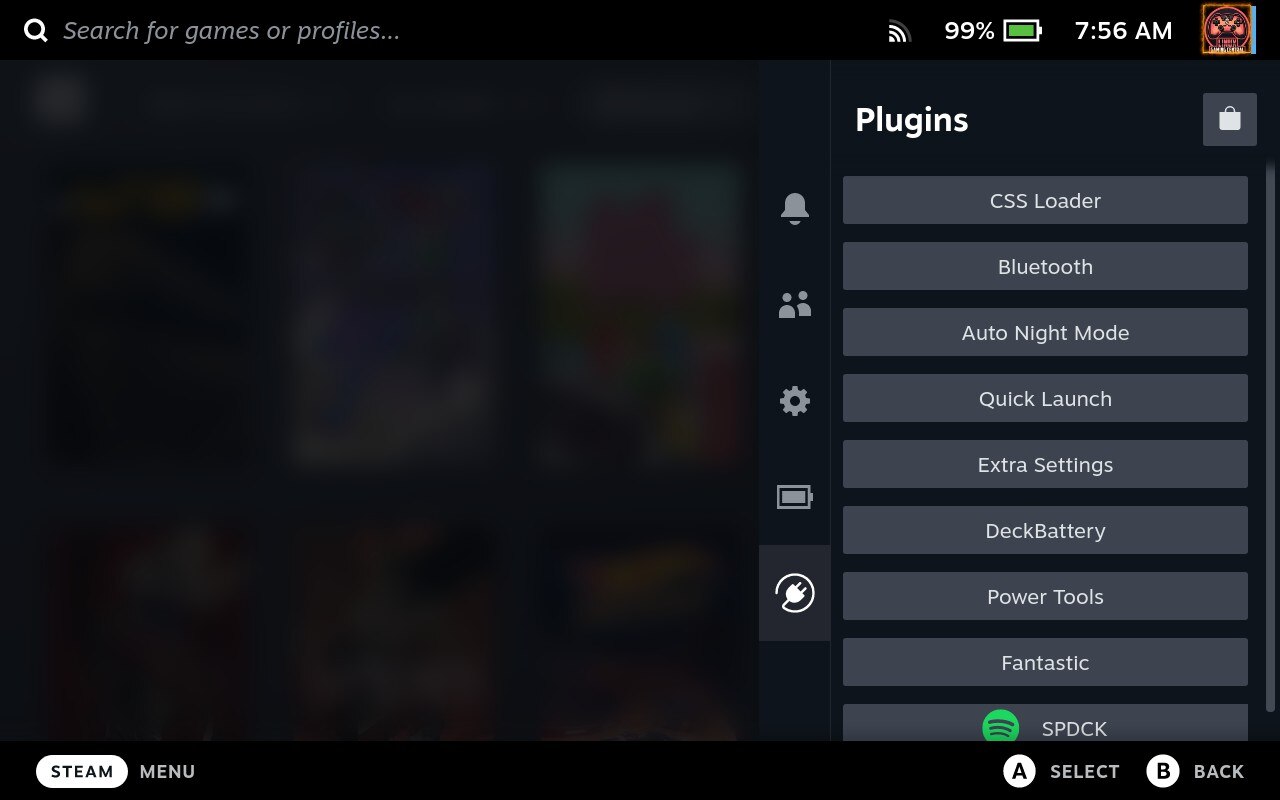 Search for games or profiles...
99%
7:56 AM
Plugins
CSS Loader
Bluetooth
Auto Night Mode
Quick Launch
Extra Settings
DeckBattery
Power Tools
Fantastic
SPDCK
STEAM MENU
A SELECT B BACK